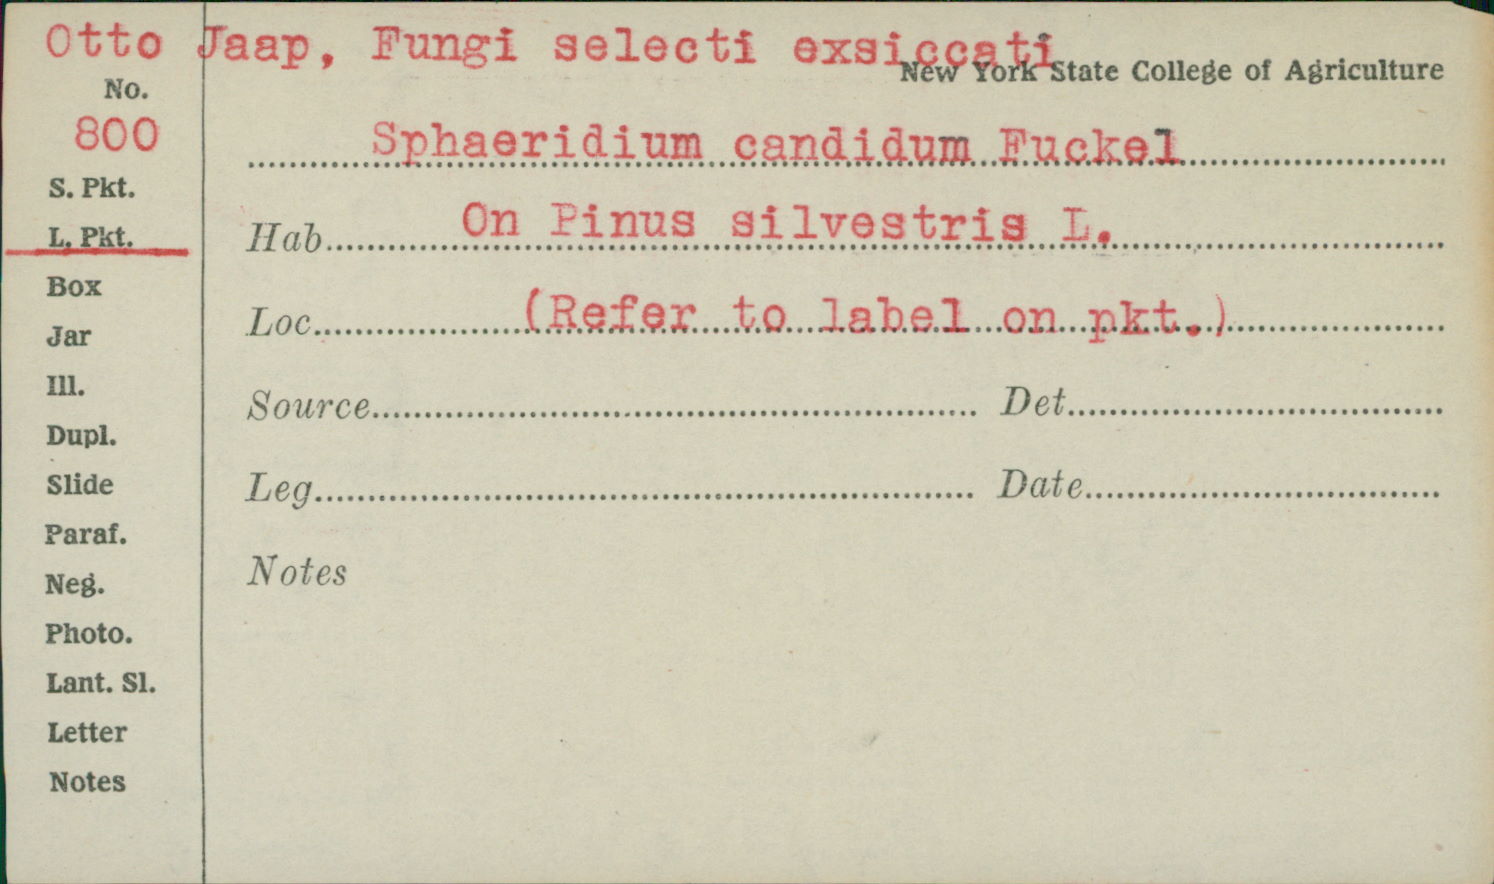 Otto Jaap, Fungi selecti exsiccati
New York State College of Agriculture
No.
800
Sphaeridium candidum Fuckel
S. Pkt.
L. Pkt.
Hab. On Pinus silvestris L.
Box
Loc. (Refer to label on pkt.)
Jar
Ill.
Source Det.
Dupl.
Slide
Leg. Date
Paraf.
Notes
Neg.
Photo.
Lant. Sl.
Letter
Notes